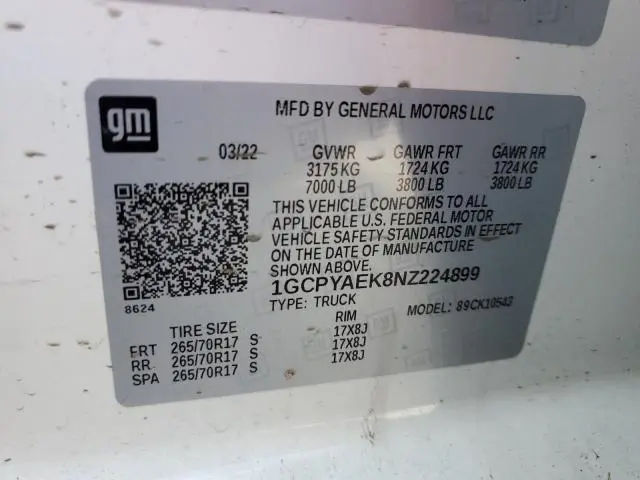 gm
MFD BY GENERAL MOTORS LLC
03/22 GVWR GAWR FRT GAWR RR
3175 KG 1724 KG 1724 KG
7000 LB 3800 LB 3800 LB
THIS VEHICLE CONFORMS TO ALL
APPLICABLE U.S. FEDERAL MOTOR
VEHICLE SAFETY STANDARDS IN EFFECT
ON THE DATE OF MANUFACTURE
SHOWN ABOVE.
1GCPYAEK8NZ224899
TYPE: TRUCK MODEL: 89CK10543
8624
TIRE SIZE RIM
FRT 265/70R17 S 17X8J
RR. 265/70R17 S 17X8J
SPA 265/70R17 S 17X8J